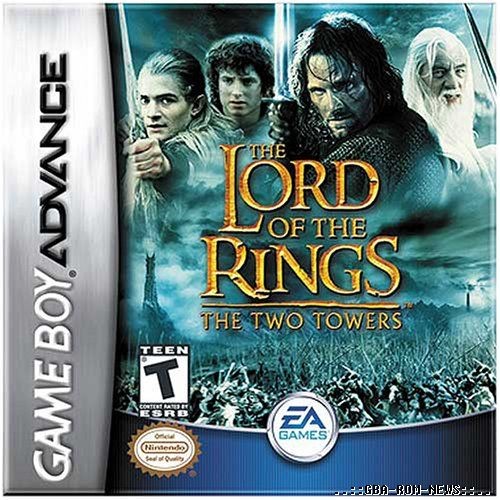 GAME BOY ADVANCE
THE
LORD
OF THE
RINGS
THE TWO TOWERS
TM
TEEN
T
CONTENT RATED BY
ESRB
Official
Nintendo
Seal of Quality
EA
GAMES
.::::GBA-ROM-NEWS::::.